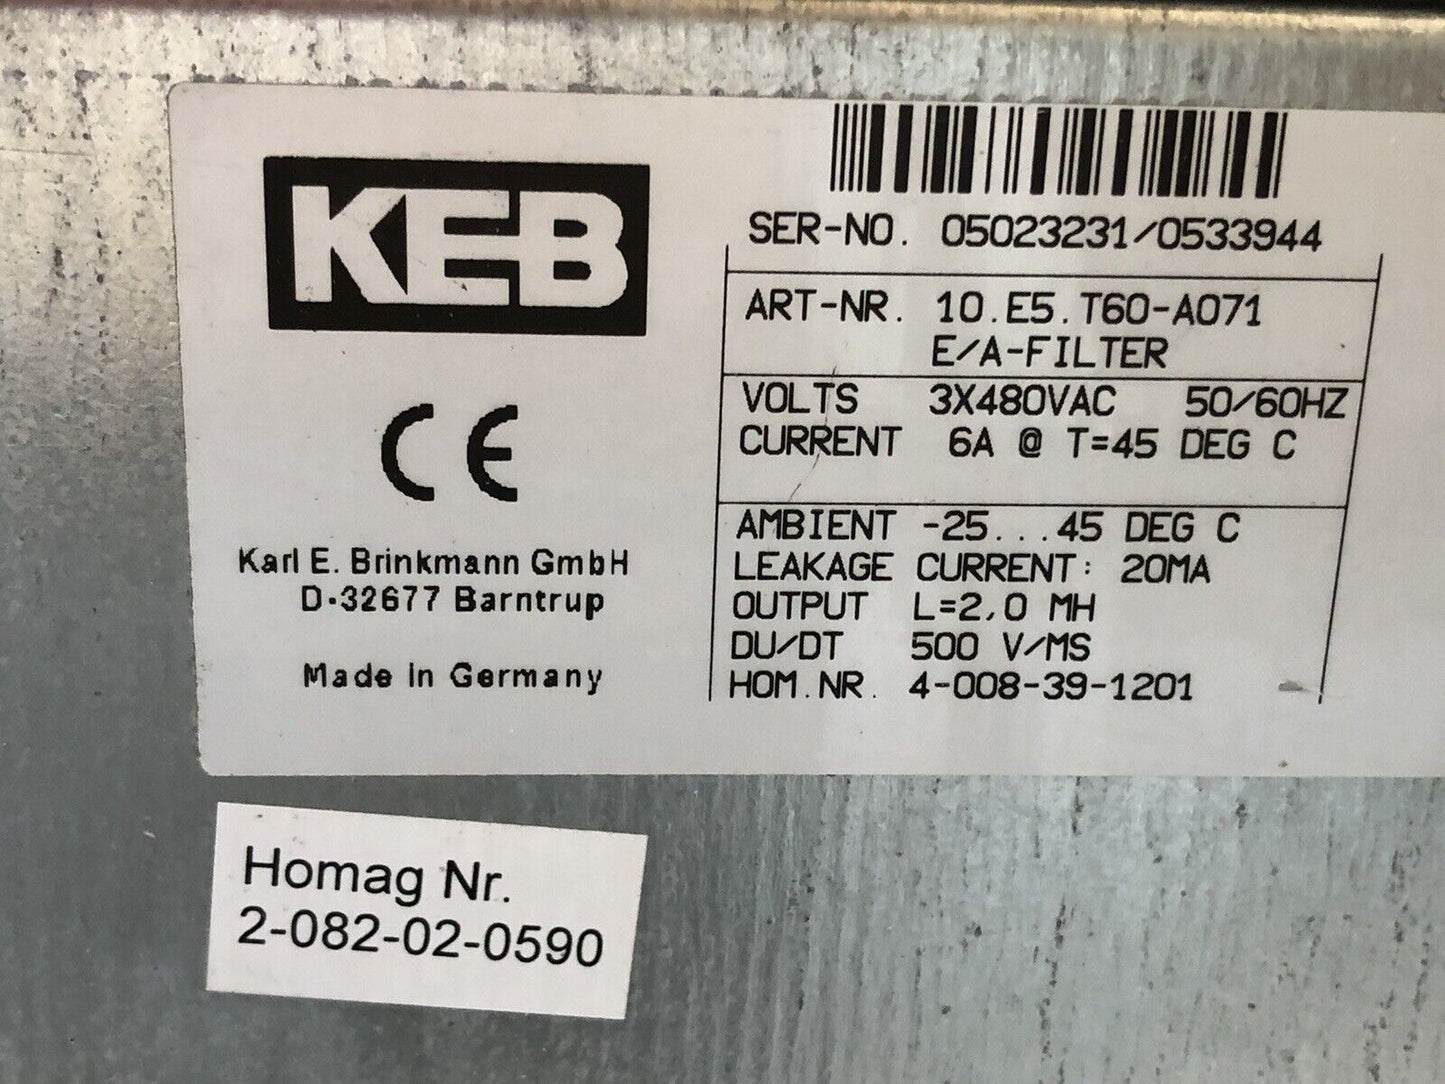 KEB
CE
Karl E. Brinkmann GmbH
D-32677 Barntrup
Made in Germany
SER-NO. 05023231/0533944
ART-NR. 10.E5.T60-A071
E/A-FILTER
VOLTS 3X480VAC 50/60HZ
CURRENT 6A @ T=45 DEG C
AMBIENT -25...45 DEG C
LEAKAGE CURRENT: 20MA
OUTPUT L=2,0 MH
DU/DT 500 V/MS
HOM.NR. 4-008-39-1201
Homag Nr.
2-082-02-0590